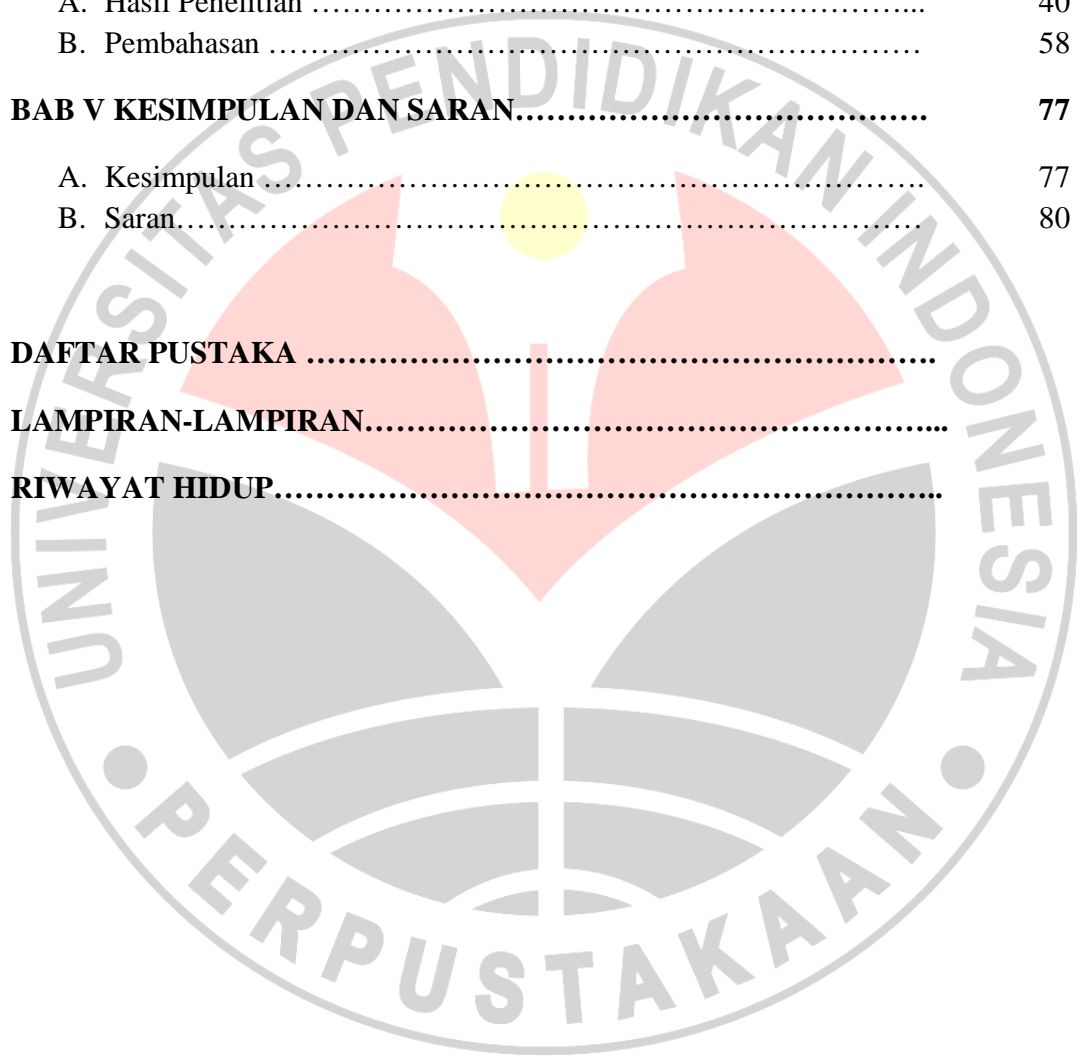 A. Hasil Penelitian ……………………………………………………………... 40
B. Pembahasan ………………………………………………………… 58
BAB V KESIMPULAN DAN SARAN…………………………………. 77
A. Kesimpulan …………………………………………………………. 77
B. Saran………………………………………………………………… 80
DAFTAR PUSTAKA …………………………………………………….
LAMPIRAN-LAMPIRAN………………………………………………...
RIWAYAT HIDUP………………………………………………………..
UNIVERSITAS PENDIDIKAN INDONESIA
PERPUSTAKAAN